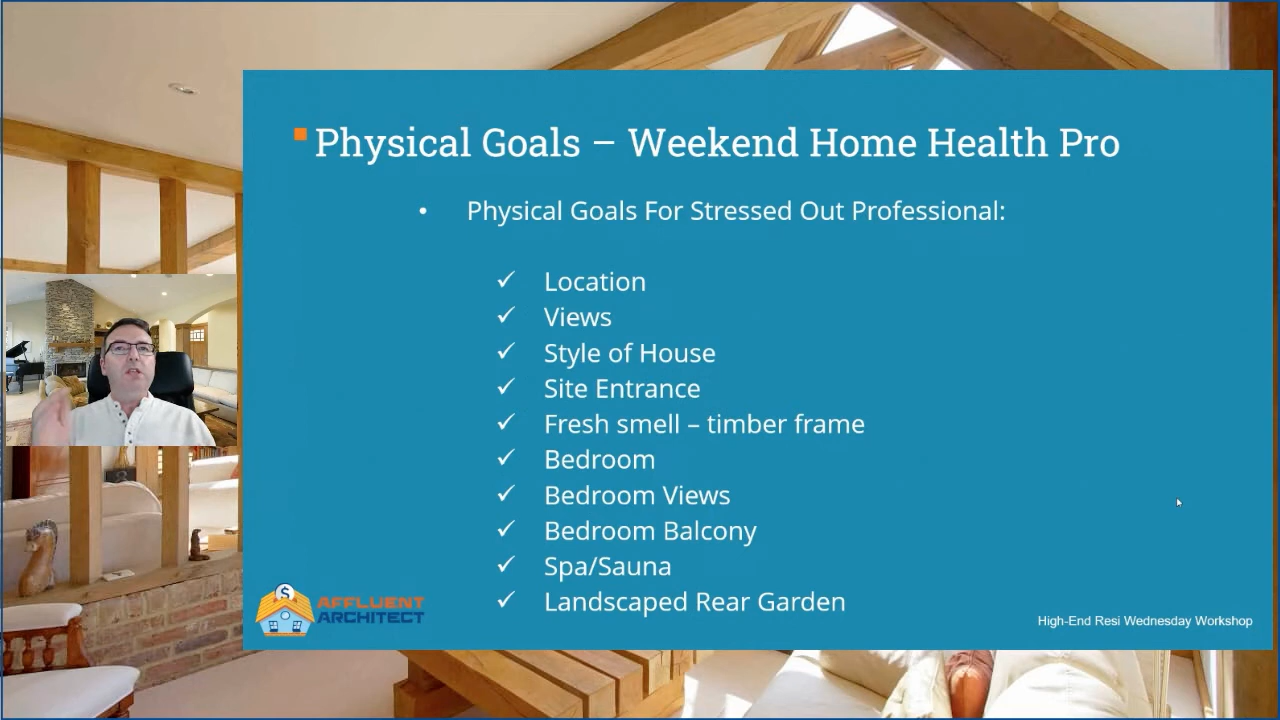 Physical Goals – Weekend Home Health Pro
• Physical Goals For Stressed Out Professional:
✓ Location
✓ Views
✓ Style of House
✓ Site Entrance
✓ Fresh smell – timber frame
✓ Bedroom
✓ Bedroom Views
✓ Bedroom Balcony
✓ Spa/Sauna
✓ Landscaped Rear Garden
$
AFFLUENT
ARCHITECT
High-End Resi Wednesday Workshop